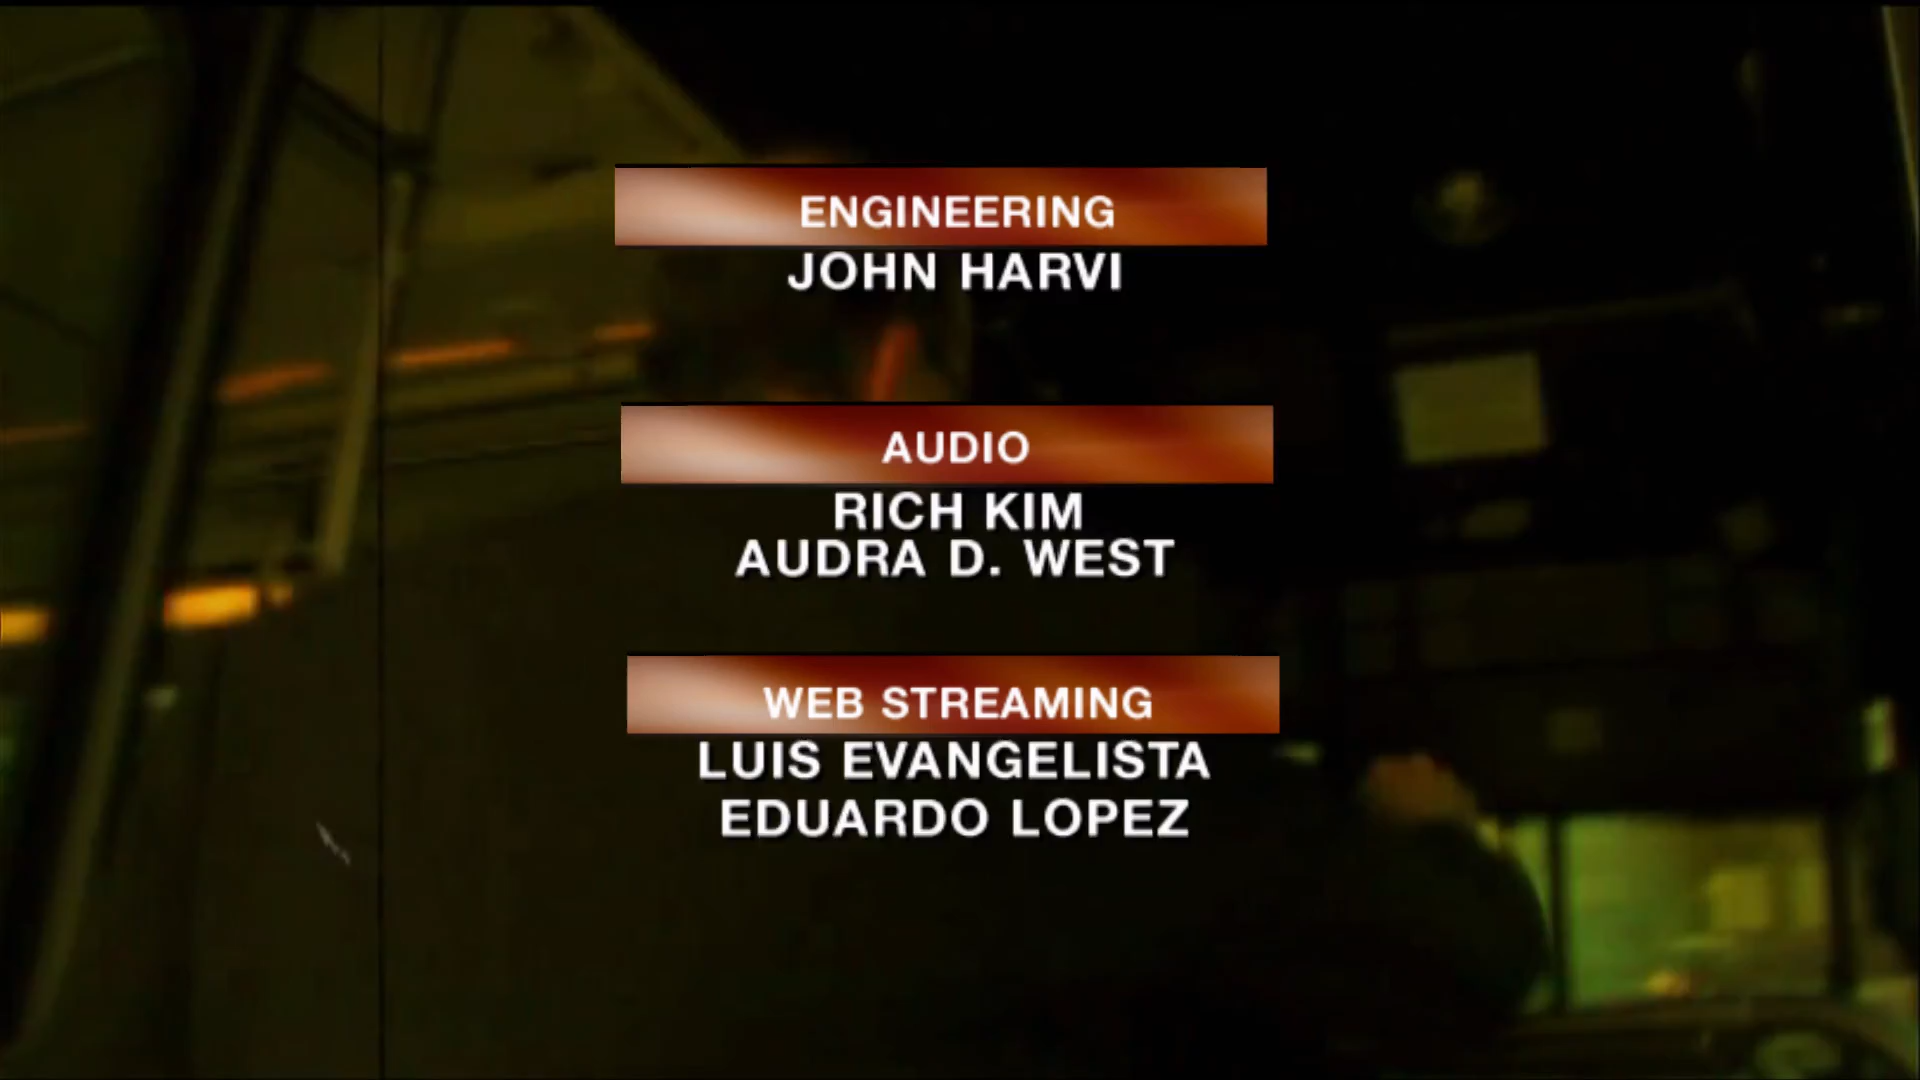 ENGINEERING
JOHN HARVI
AUDIO
RICH KIM
AUDRA D. WEST
WEB STREAMING
LUIS EVANGELISTA
EDUARDO LOPEZ